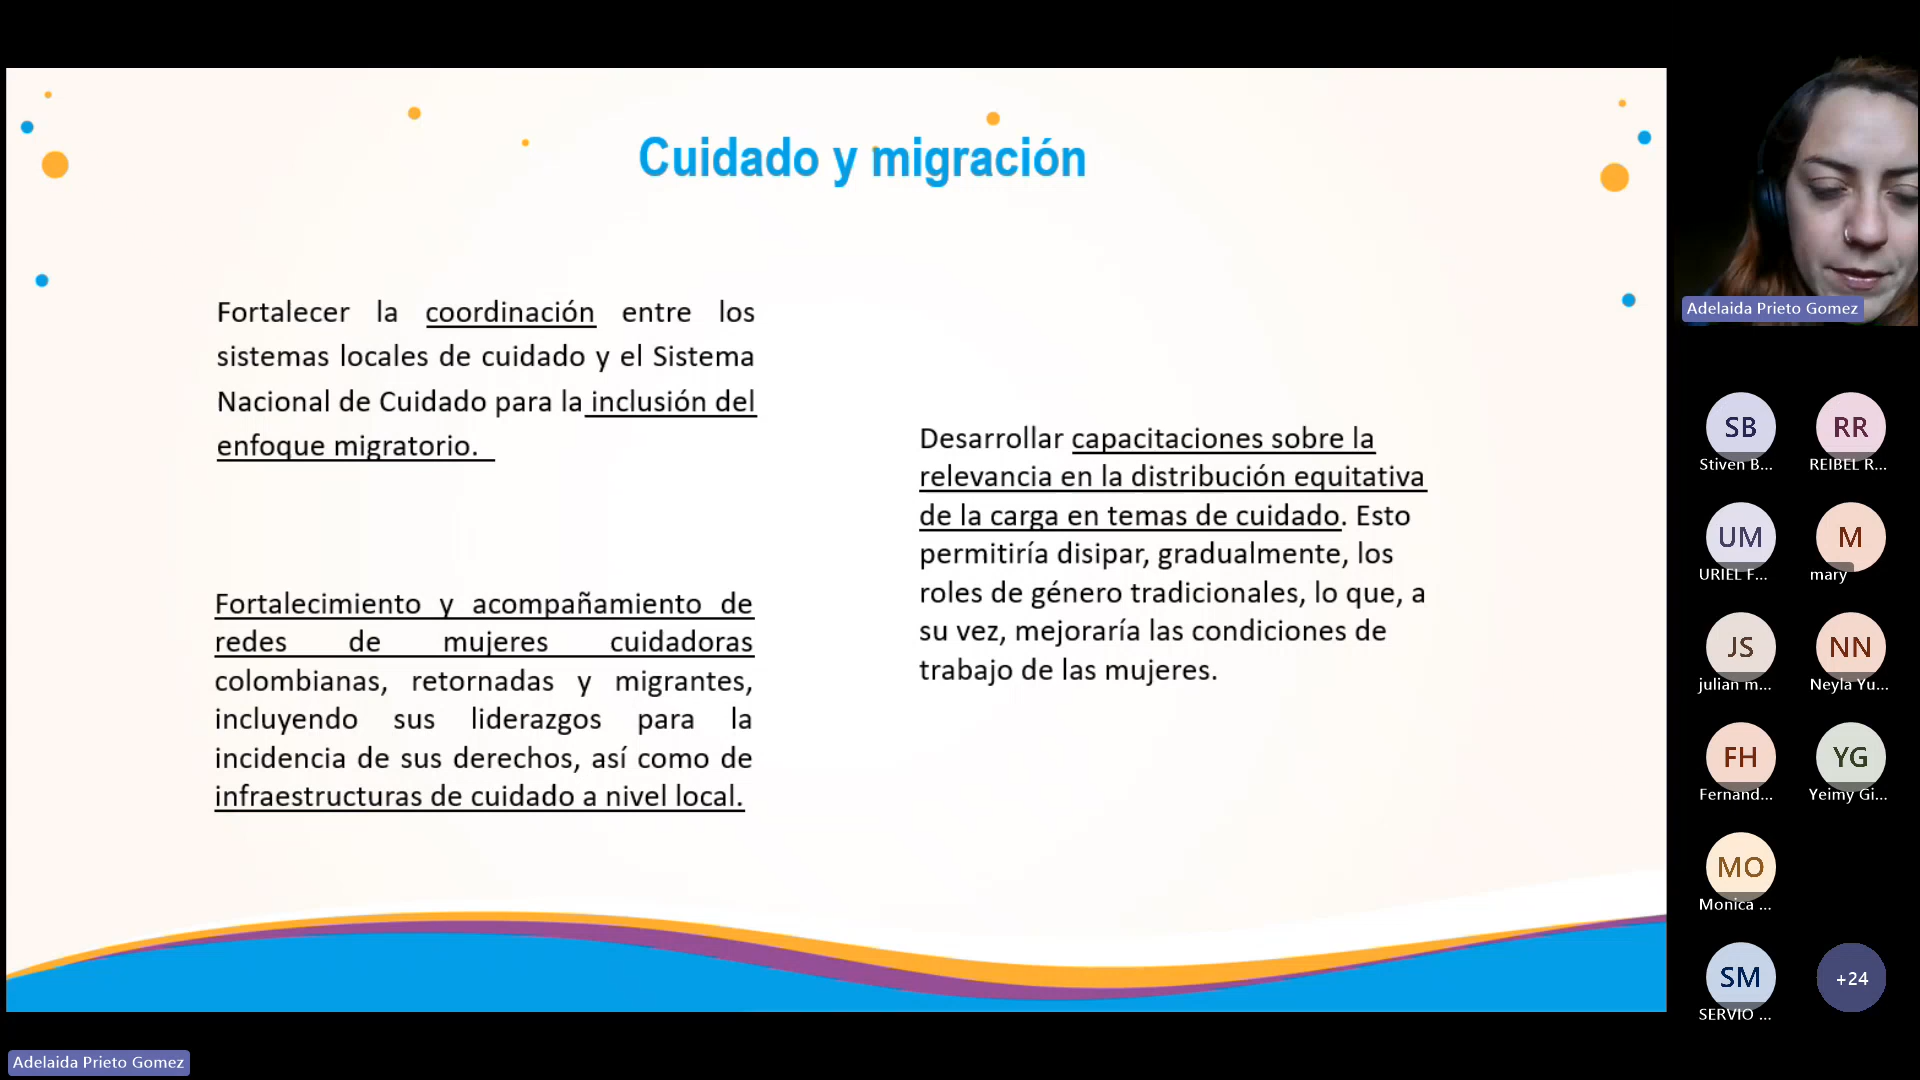 Cuidado y migración
Fortalecer la coordinación entre los
sistemas locales de cuidado y el Sistema
Nacional de Cuidado para la inclusión del
enfoque migratorio.
Fortalecimiento y acompañamiento de
redes de mujeres cuidadoras
colombianas, retornadas y migrantes,
incluyendo sus liderazgos para la
incidencia de sus derechos, así como de
infraestructuras de cuidado a nivel local.
Desarrollar capacitaciones sobre la
relevancia en la distribución equitativa
de la carga en temas de cuidado. Esto
permitiría disipar, gradualmente, los
roles de género tradicionales, lo que, a
su vez, mejoraría las condiciones de
trabajo de las mujeres.
Adelaida Prieto Gomez
SB
Stiven B...
RR
REIBEL R...
UM
URIEL F...
M
mary
JS
julian m...
NN
Neyla Yu...
FH
Fernand...
YG
Yeimy Gi...
MO
Monica ...
SM
SERVIO ...
+24
Adelaida Prieto Gomez